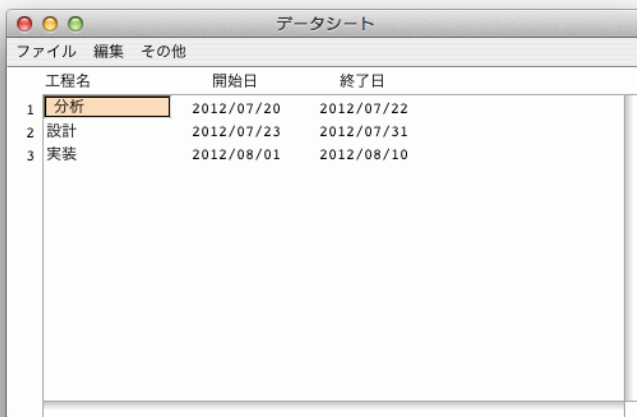 データシート
ファイル 編集 その他
工程名 開始日 終了日
1 分析 2012/07/20 2012/07/22
2 設計 2012/07/23 2012/07/31
3 実装 2012/08/01 2012/08/10